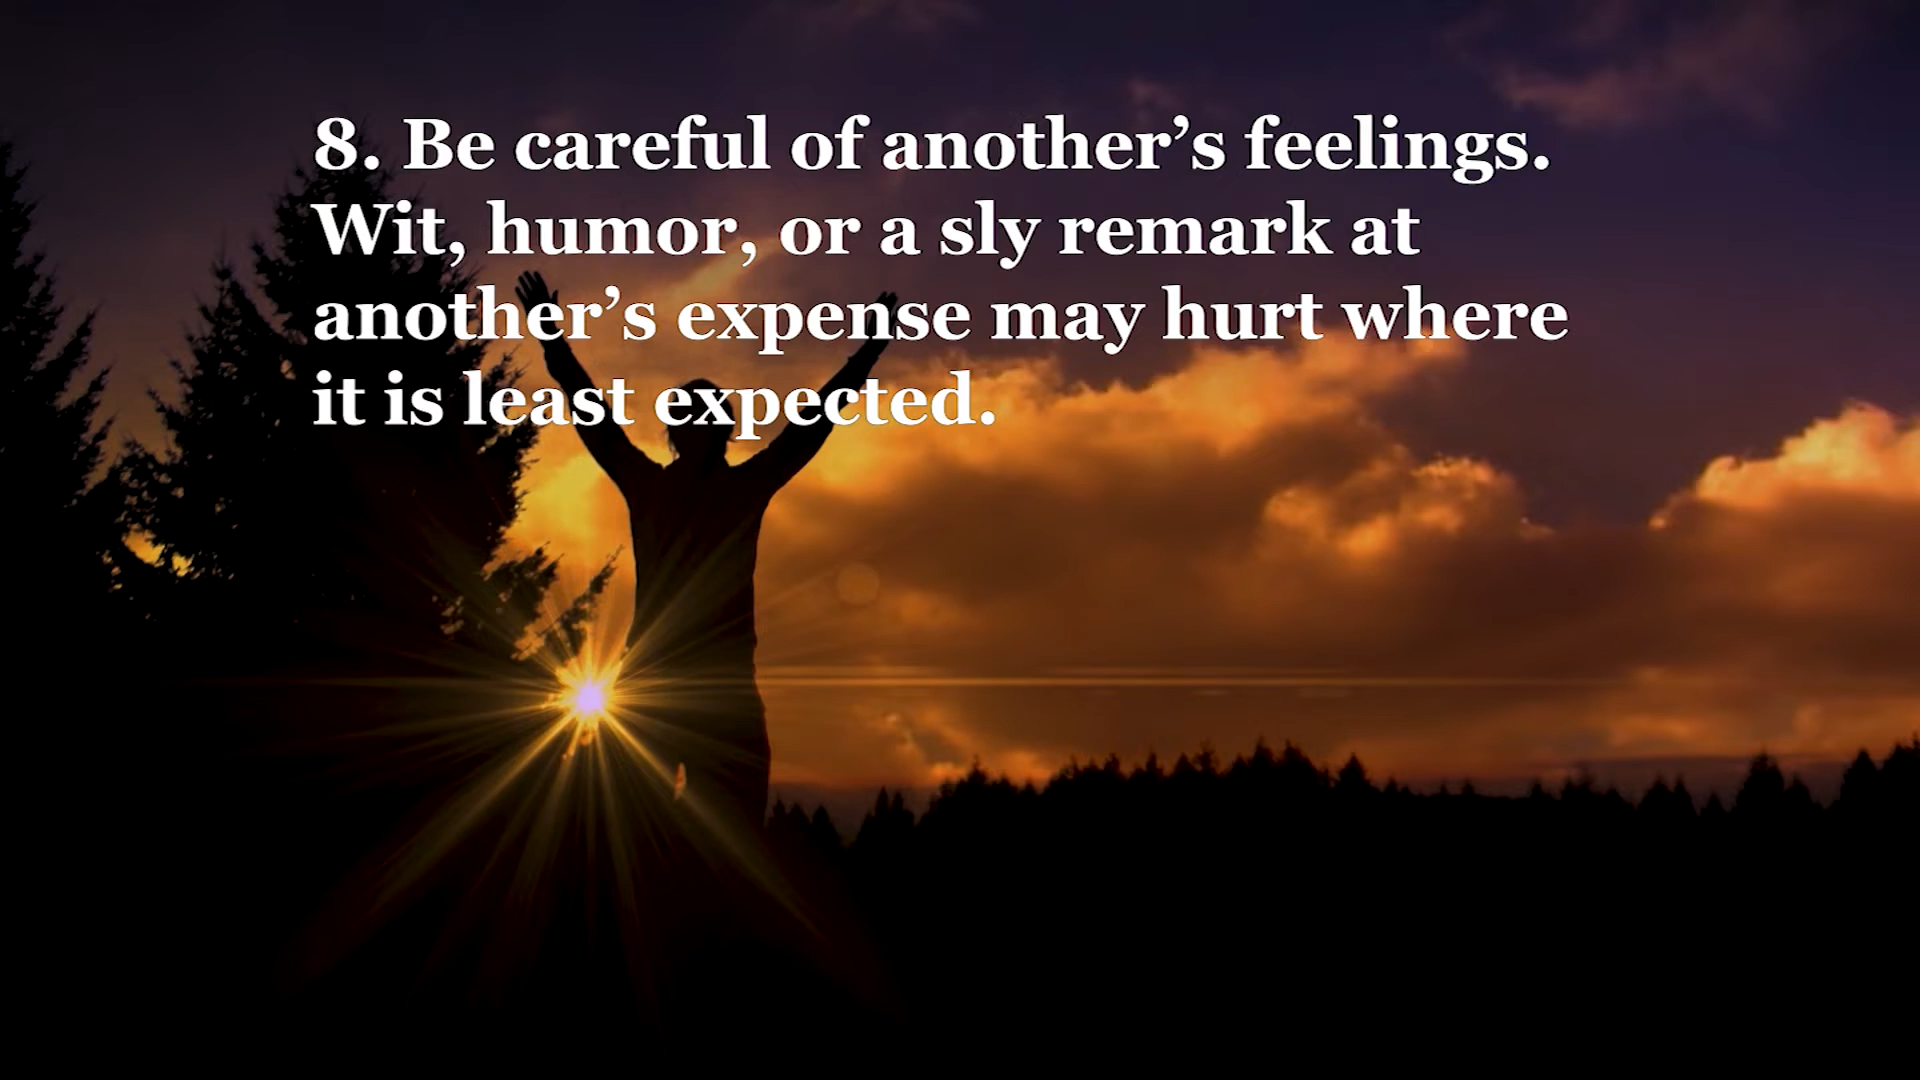 8. Be careful of another’s feelings.
Wit, humor, or a sly remark at
another’s expense may hurt where
it is least expected.